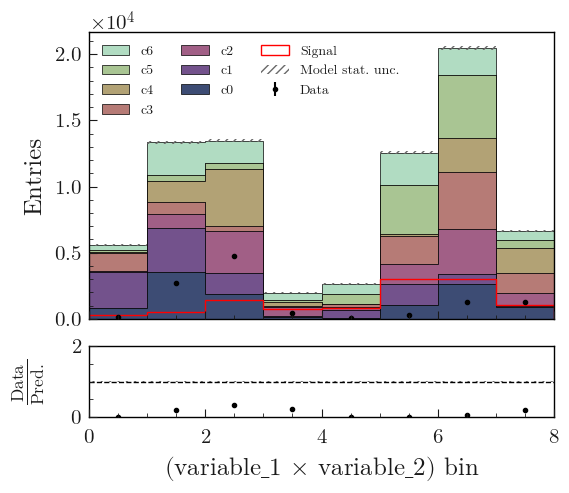 ×10⁴
c6 c2 Signal
c5 c1 Model stat. unc.
c4 c0 Data
c3
2.0
1.5
1.0
0.5
0.0
Entries
2
1
0
Data
Pred.
0 2 4 6 8
(variable_1 × variable_2) bin